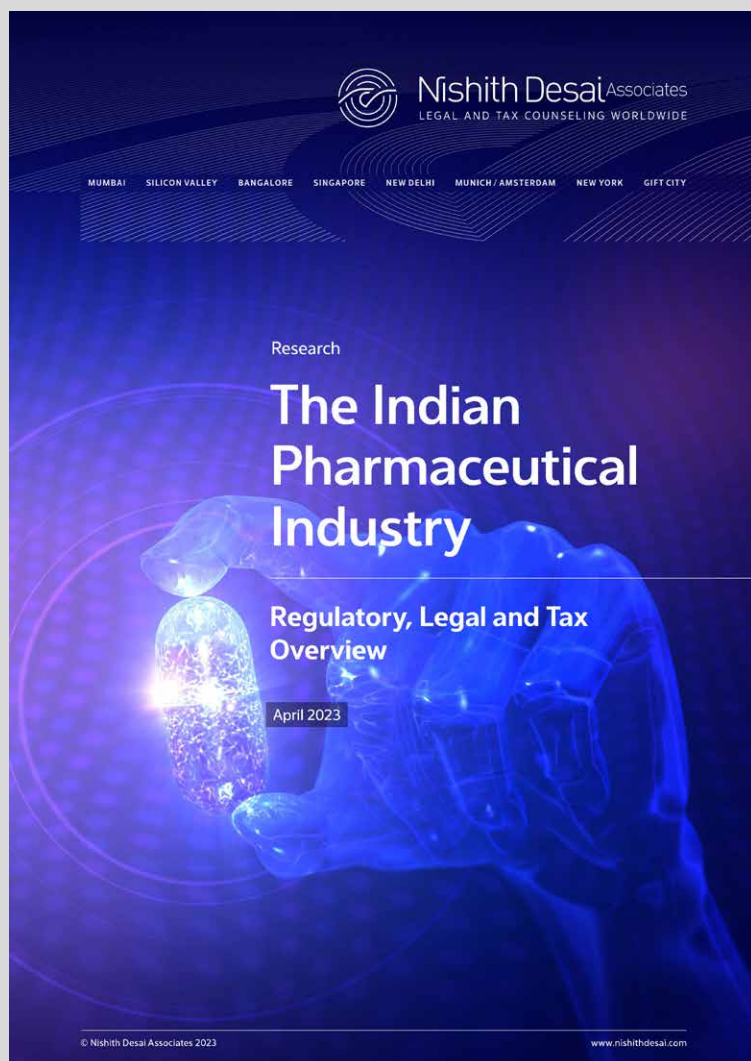 Nishith Desai Associates
LEGAL AND TAX COUNSELING WORLDWIDE
MUMBAI SILICON VALLEY BANGALORE SINGAPORE NEW DELHI MUNICH / AMSTERDAM NEW YORK GIFT CITY
Research
The Indian
Pharmaceutical
Industry
Regulatory, Legal and Tax
Overview
April 2023
© Nishith Desai Associates 2023 www.nishithdesai.com